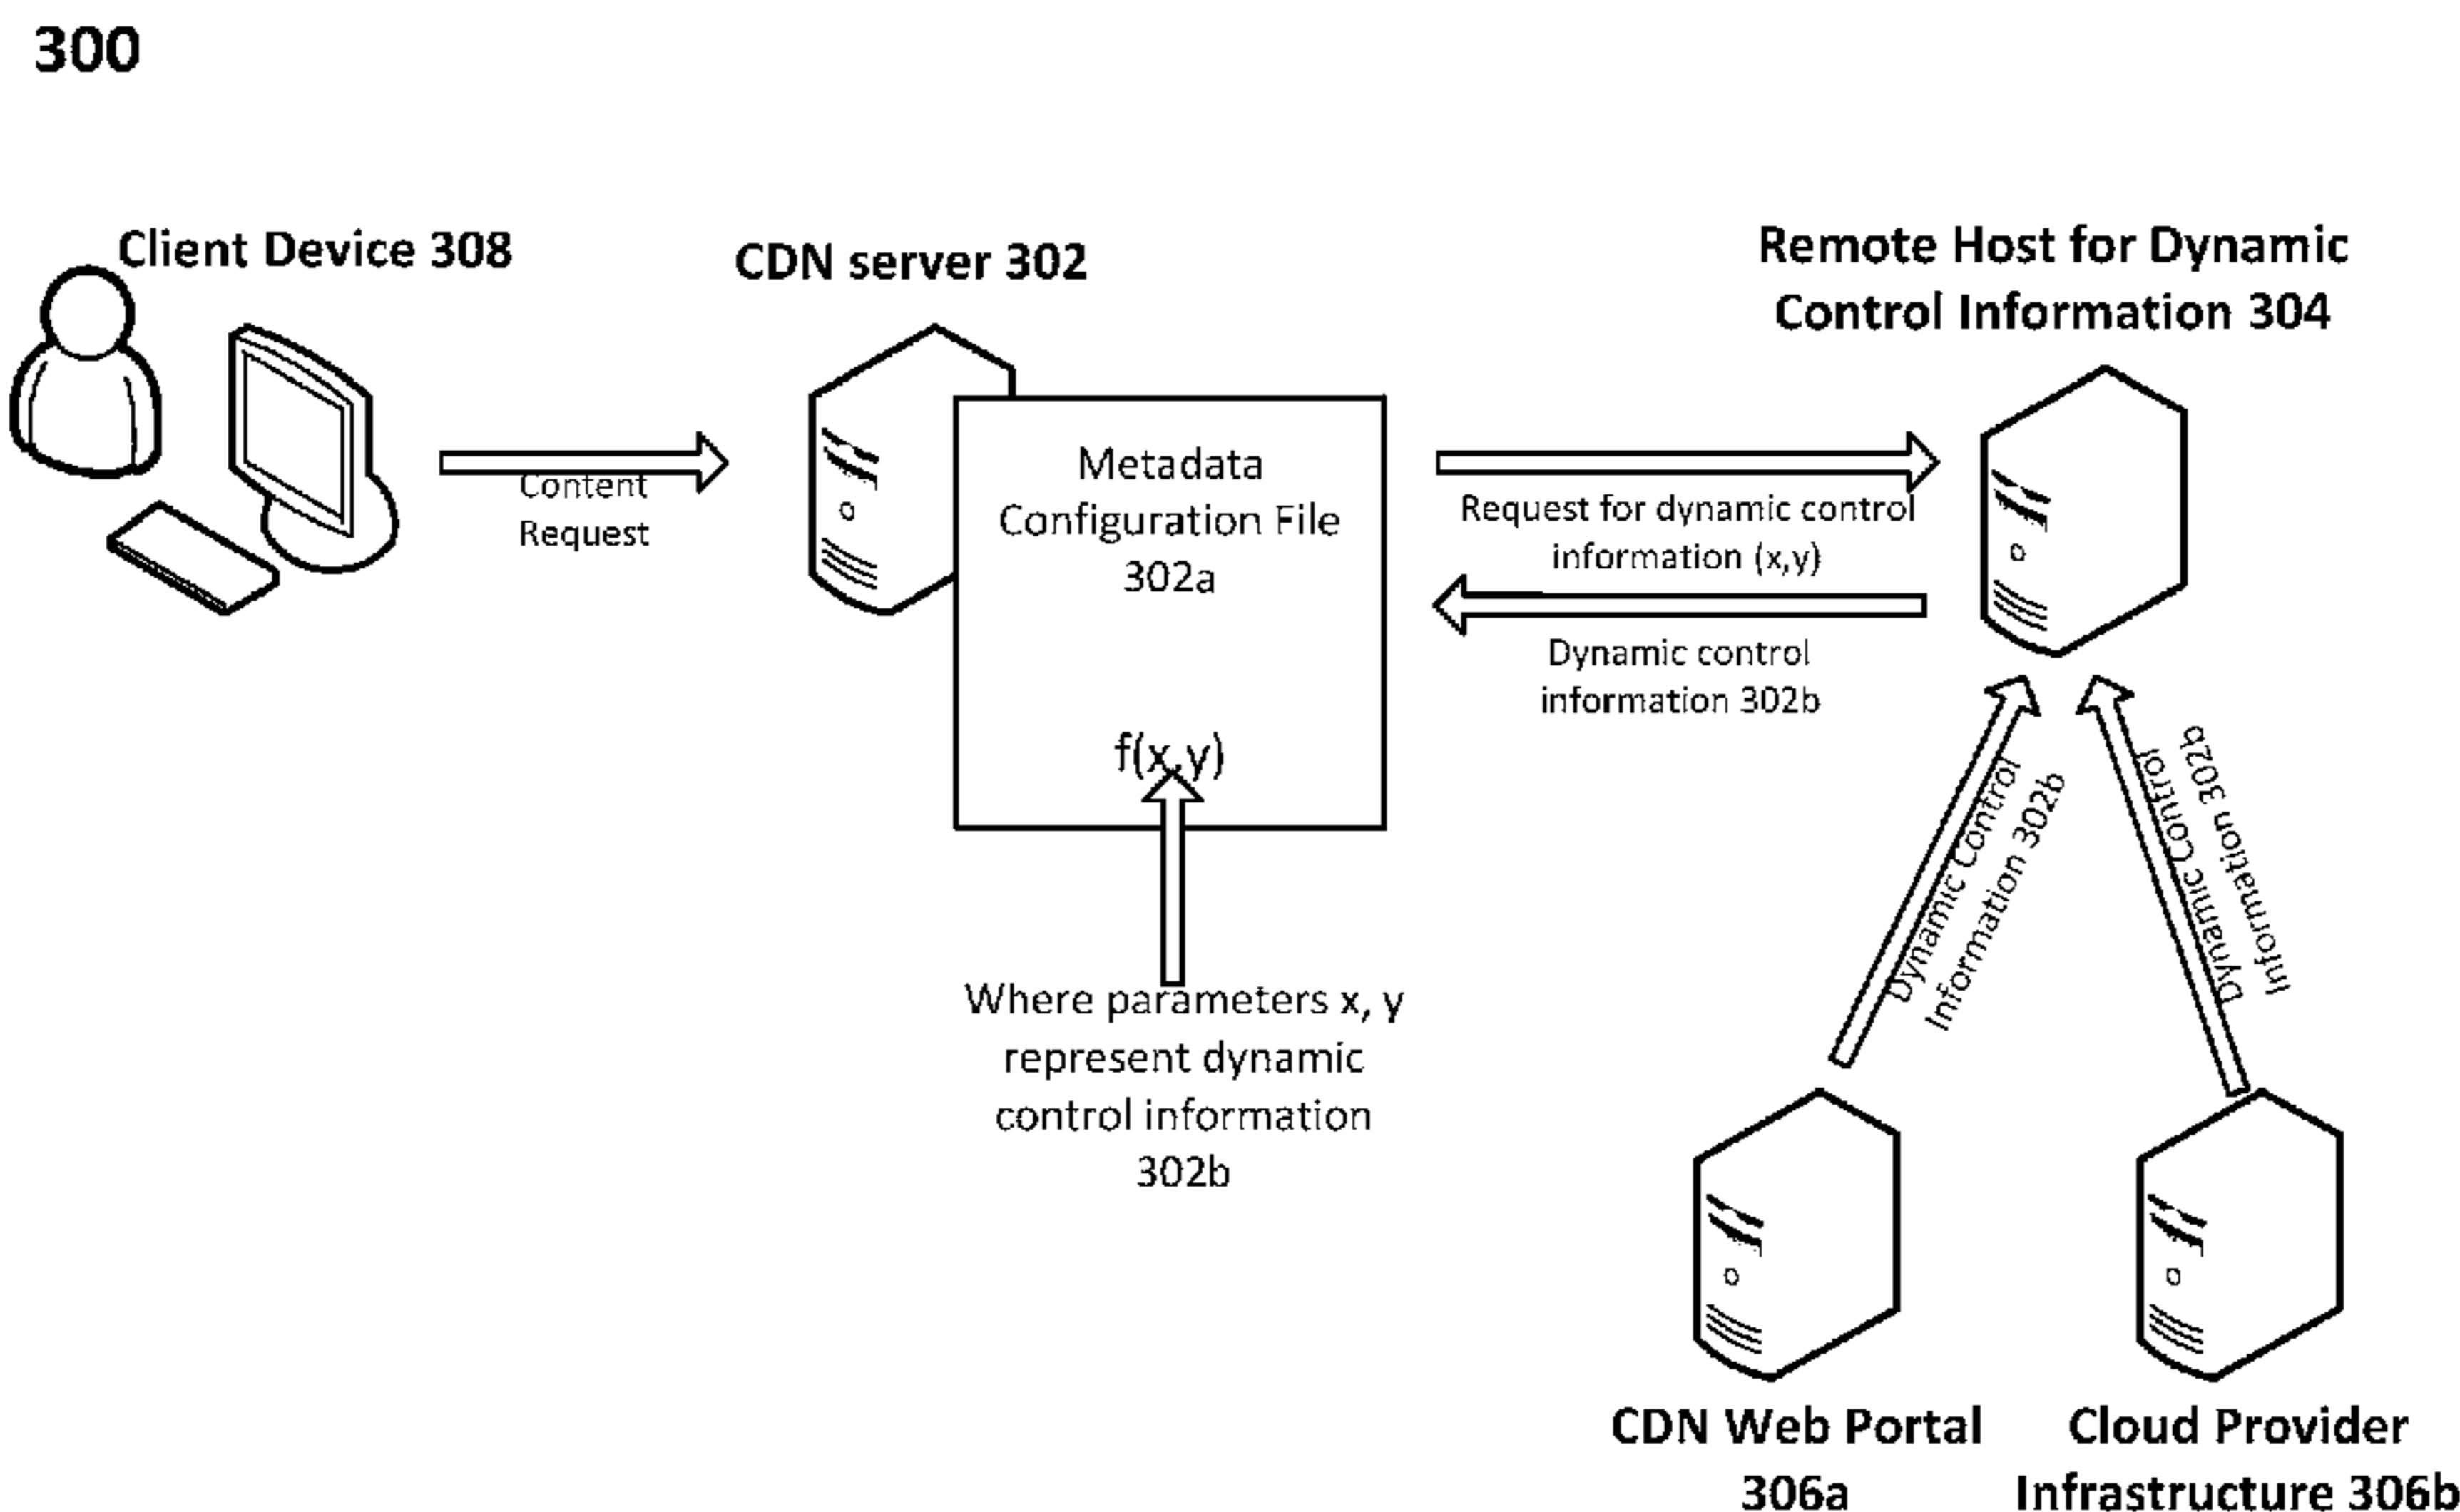 300
Client Device 308
CDN server 302
Remote Host for Dynamic
Control Information 304
Content
Request
Metadata
Configuration File
302a
f(x,y)
Request for dynamic control
information (x,y)
Dynamic control
information 302b
Where parameters x, y
represent dynamic
control information
302b
Dynamic Control
Information 302b
Dynamic Control
Information 302b
CDN Web Portal
306a
Cloud Provider
Infrastructure 306b